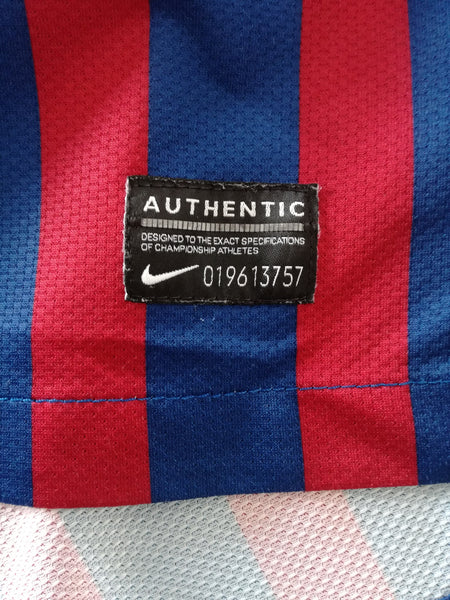 AUTHENTIC
DESIGNED TO THE EXACT SPECIFICATIONS
OF CHAMPIONSHIP ATHLETES
019613757